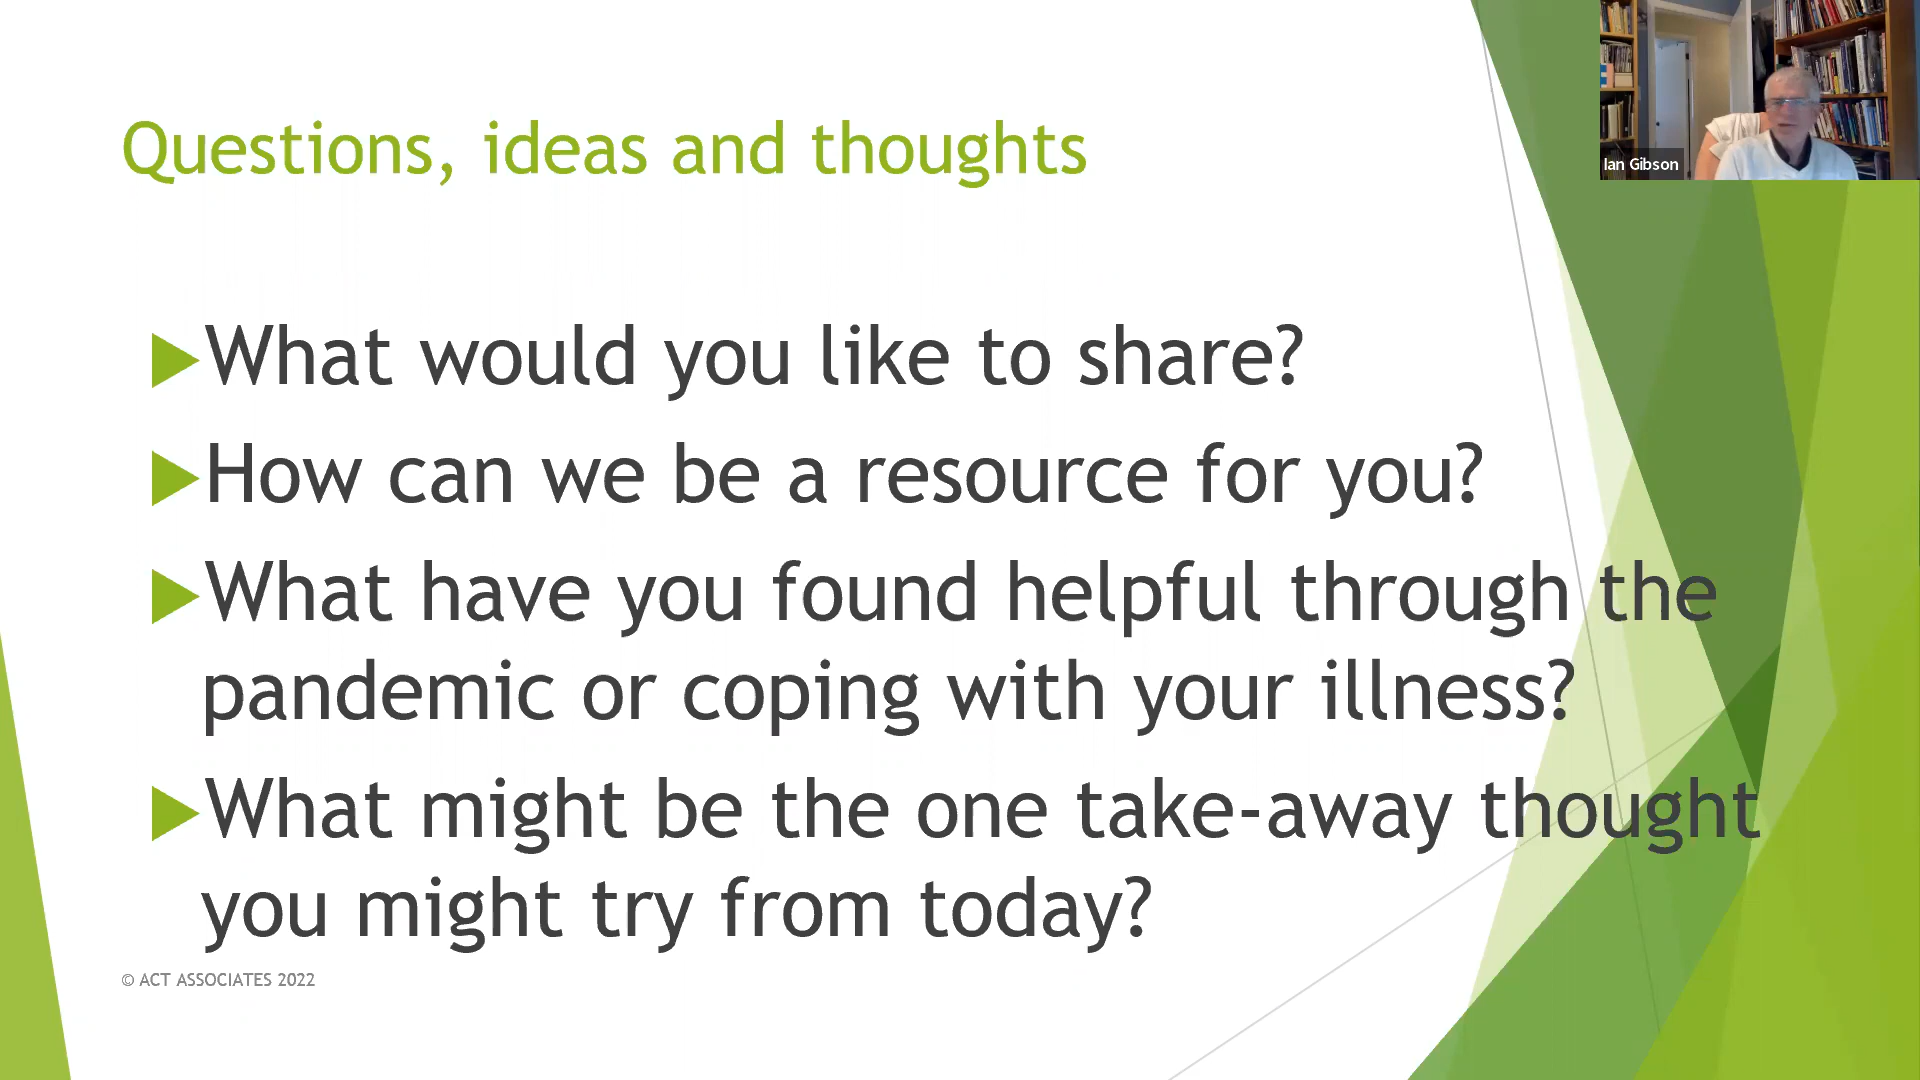 Questions, ideas and thoughts
Ian Gibson
What would you like to share?
How can we be a resource for you?
What have you found helpful through the
pandemic or coping with your illness?
What might be the one take-away thought
you might try from today?
© ACT ASSOCIATES 2022